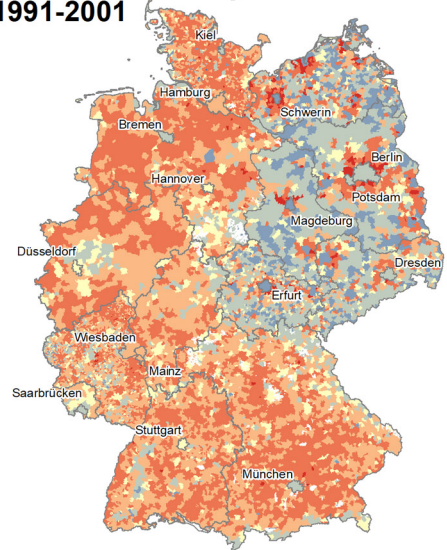 1991-2001
Kiel
Hamburg
Schwerin
Bremen
Berlin
Hannover
Potsdam
Magdeburg
Düsseldorf
Dresden
Erfurt
Wiesbaden
Mainz
Saarbrücken
Stuttgart
München